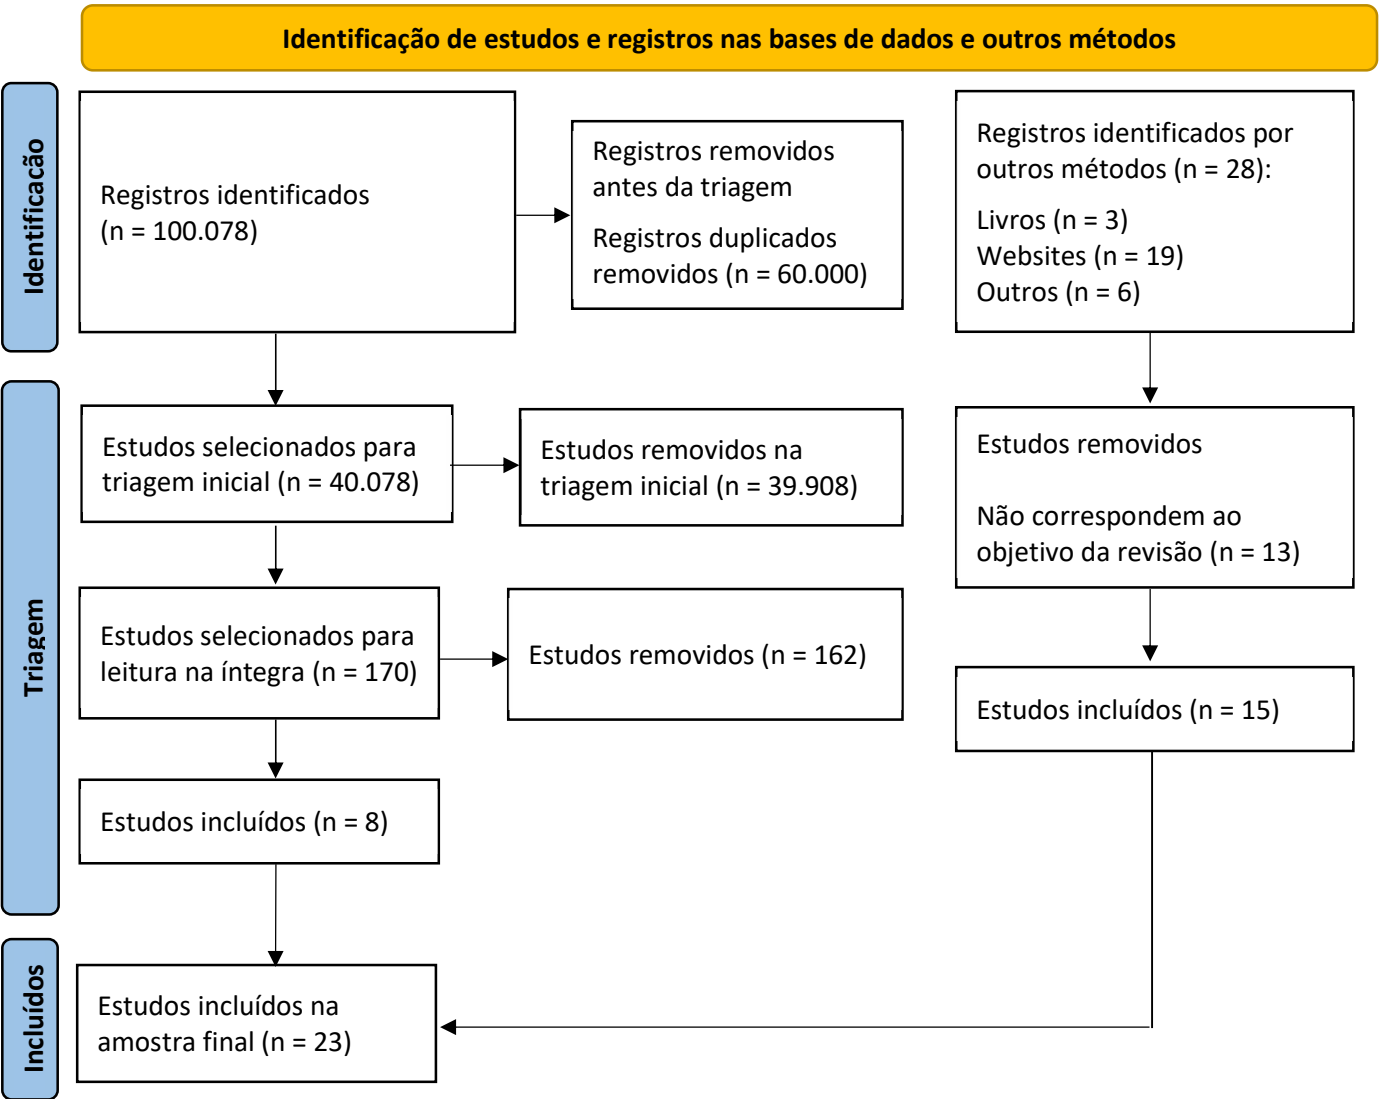 Identificação de estudos e registros nas bases de dados e outros métodos
Identificação
Registros identificados
(n = 100.078)
Registros removidos
antes da triagem
Registros duplicados
removidos (n = 60.000)
Registros identificados por
outros métodos (n = 28):
Livros (n = 3)
Websites (n = 19)
Outros (n = 6)
Triagem
Estudos selecionados para
triagem inicial (n = 40.078)
Estudos removidos na
triagem inicial (n = 39.908)
Estudos removidos
Não correspondem ao
objetivo da revisão (n = 13)
Estudos selecionados para
leitura na íntegra (n = 170)
Estudos removidos (n = 162)
Estudos incluídos (n = 15)
Estudos incluídos (n = 8)
Incluídos
Estudos incluídos na
amostra final (n = 23)